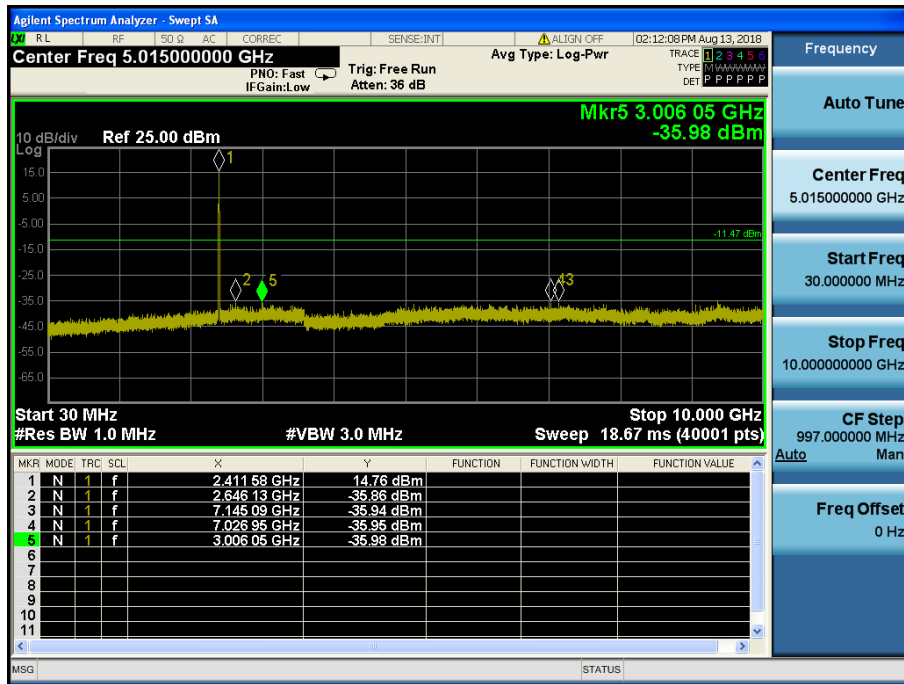 Agilent Spectrum Analyzer - Swept SA
LXI RL RF 50 Ω AC CORREC SENSE:INT ALIGN OFF 02:12:08 PM Aug 13, 2018
Center Freq 5.015000000 GHz
PNO: Fast
IFGain:Low
Trig: Free Run
Atten: 36 dB
Avg Type: Log-Pwr
TRACE 1 2 3 4 5 6
TYPE M W W W W W
DET P P P P P P
Mkr5 3.006 05 GHz
-35.98 dBm
10 dB/div Ref 25.00 dBm
Log
15.0
5.00
-5.00
-15.0
-25.0
-35.0
-45.0
-55.0
-65.0
1
2
5
43
-11.47 dBm
Start 30 MHz Stop 10.000 GHz
#Res BW 1.0 MHz #VBW 3.0 MHz Sweep 18.67 ms (40001 pts)
MKR MODE TRC SCL X Y FUNCTION FUNCTION WIDTH FUNCTION VALUE
1 N 1 f 2.411 58 GHz 14.76 dBm
2 N 1 f 2.646 13 GHz -35.86 dBm
3 N 1 f 7.145 09 GHz -35.94 dBm
4 N 1 f 7.026 95 GHz -35.95 dBm
5 N 1 f 3.006 05 GHz -35.98 dBm
6
7
8
9
10
11
MSG STATUS
Frequency
Auto Tune
Center Freq
5.015000000 GHz
Start Freq
30.000000 MHz
Stop Freq
10.000000000 GHz
CF Step
997.000000 MHz
Auto Man
Freq Offset
0 Hz